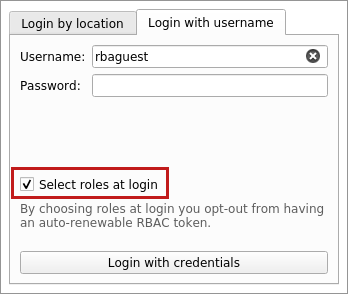 Login by location
Login with username
Username: rbaguest
Password:
Select roles at login
By choosing roles at login you opt-out from having
an auto-renewable RBAC token.
Login with credentials